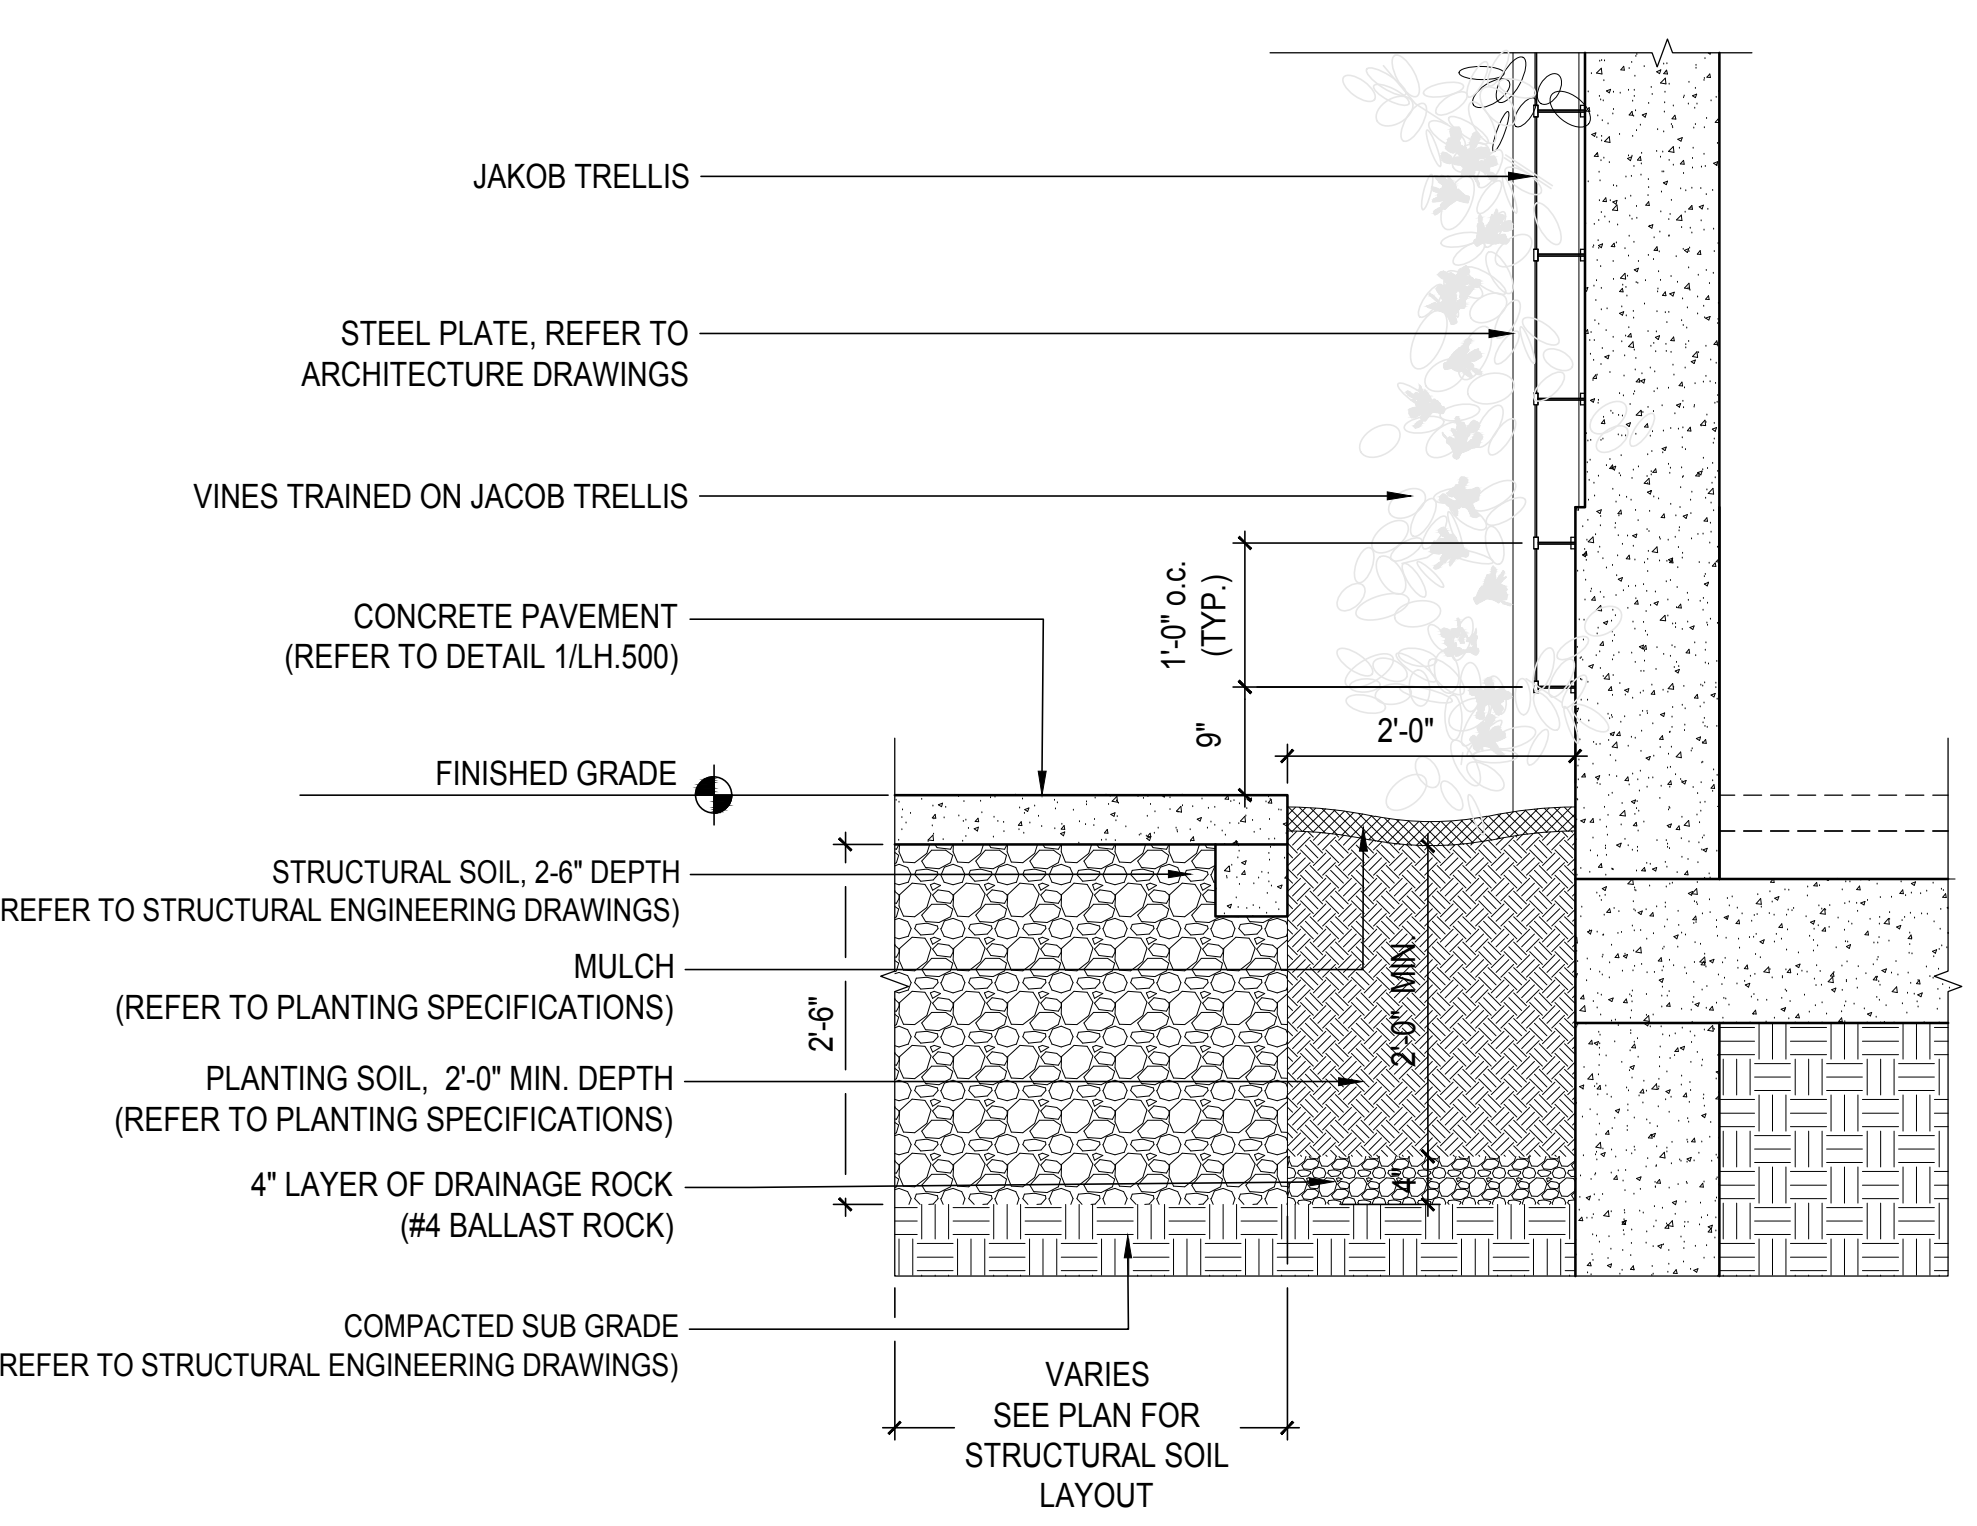 JAKOB TRELLIS
STEEL PLATE, REFER TO
ARCHITECTURE DRAWINGS
VINES TRAINED ON JACOB TRELLIS
1'-0" o.c.
(TYP.)
CONCRETE PAVEMENT
(REFER TO DETAIL 1/LH.500)
9"
2'-0"
FINISHED GRADE
STRUCTURAL SOIL, 2-6" DEPTH
REFER TO STRUCTURAL ENGINEERING DRAWINGS)
MULCH
(REFER TO PLANTING SPECIFICATIONS)
2'-6"
2'-0" MIN.
PLANTING SOIL, 2'-0" MIN. DEPTH
(REFER TO PLANTING SPECIFICATIONS)
4" LAYER OF DRAINAGE ROCK
(#4 BALLAST ROCK)
4"
COMPACTED SUB GRADE
REFER TO STRUCTURAL ENGINEERING DRAWINGS)
VARIES
SEE PLAN FOR
STRUCTURAL SOIL
LAYOUT